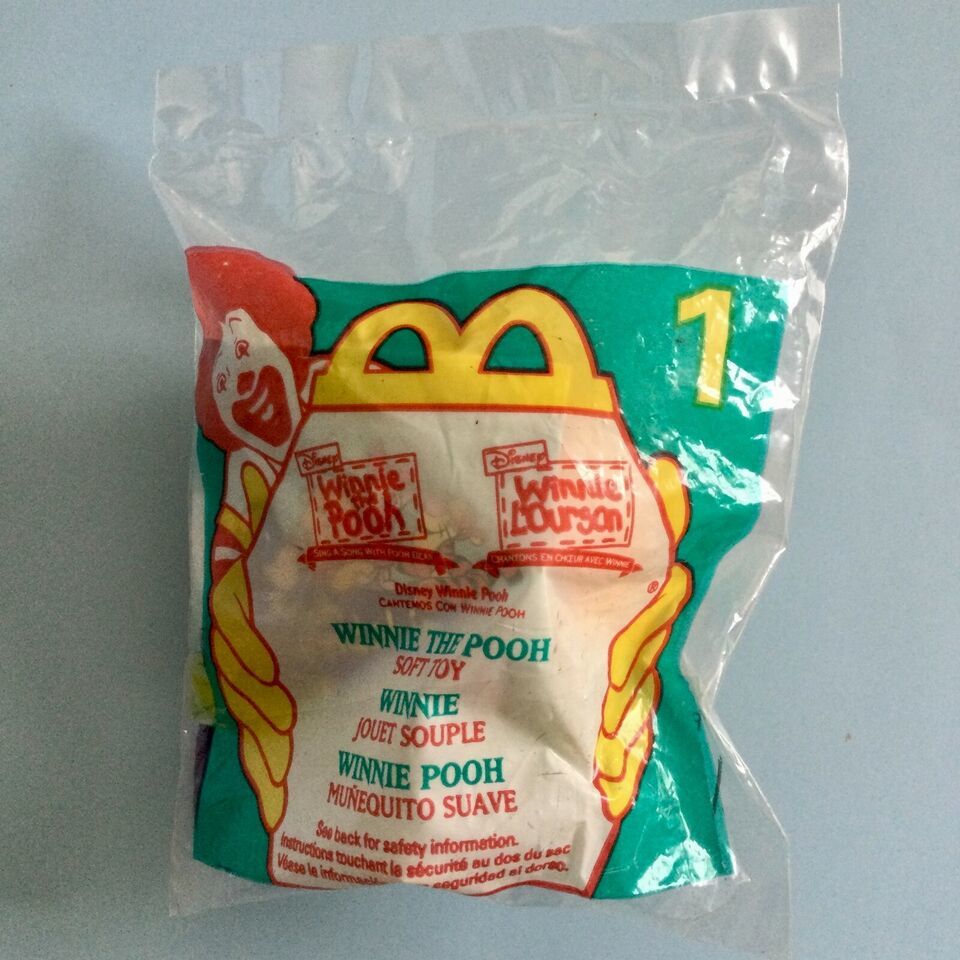 1
Disney
Winnie
the
Pooh
SING A SONG WITH POOH BEAR
Disney
Winnie
L'Ourson
CHANTONS EN CHŒUR AVEC WINNIE
®
Disney Winnie Pooh
CANTEMOS CON WINNIE POOH
WINNIE THE POOH
SOFT TOY
WINNIE
JOUET SOUPLE
WINNIE POOH
MUÑEQUITO SUAVE
See back for safety information.
Instructions touchant la sécurité au dos du sac
Véase la seguridad al dorso.